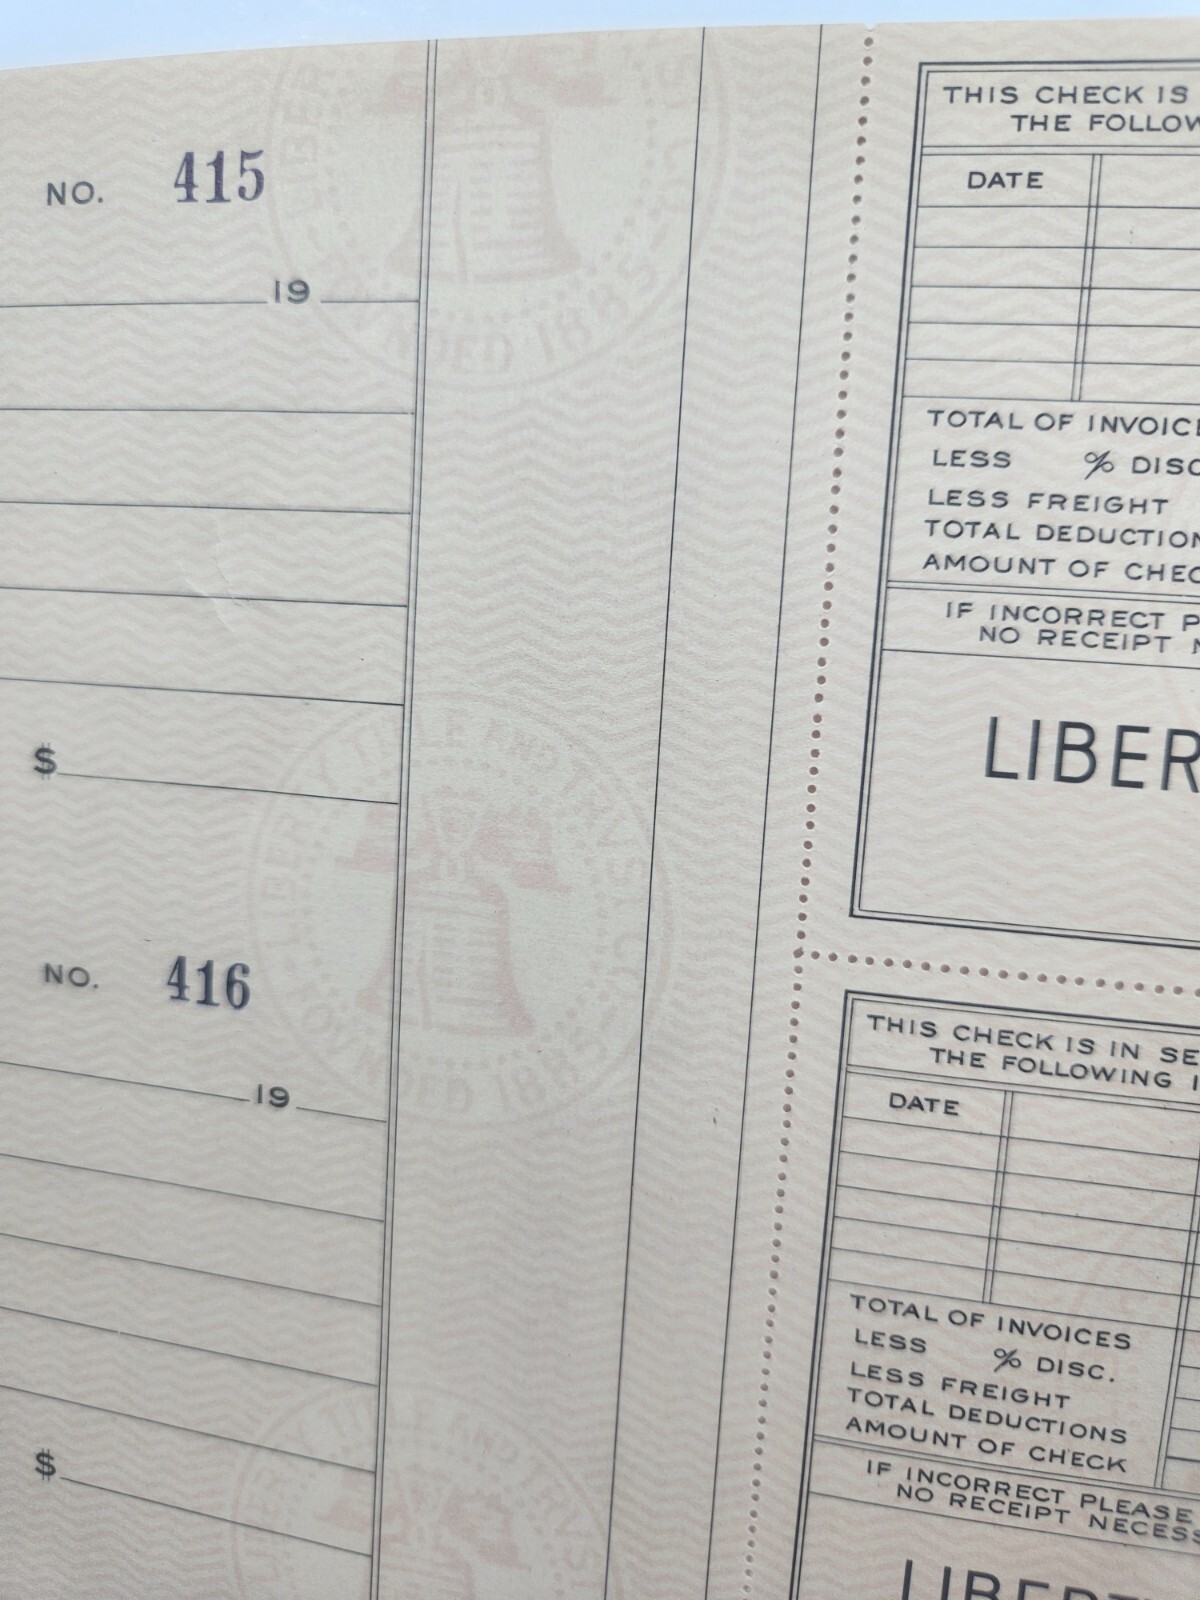 NO. 415
19
$
NO. 416
19
$
THIS CHECK IS
THE FOLLOW
DATE
TOTAL OF INVOICE
LESS % DISC
LESS FREIGHT
TOTAL DEDUCTION
AMOUNT OF CHEC
IF INCORRECT P
NO RECEIPT N
LIBER
THIS CHECK IS IN SE
THE FOLLOWING I
DATE
TOTAL OF INVOICES
LESS % DISC.
LESS FREIGHT
TOTAL DEDUCTIONS
AMOUNT OF CHECK
IF INCORRECT PLEASE
NO RECEIPT NECESS
LIBERT